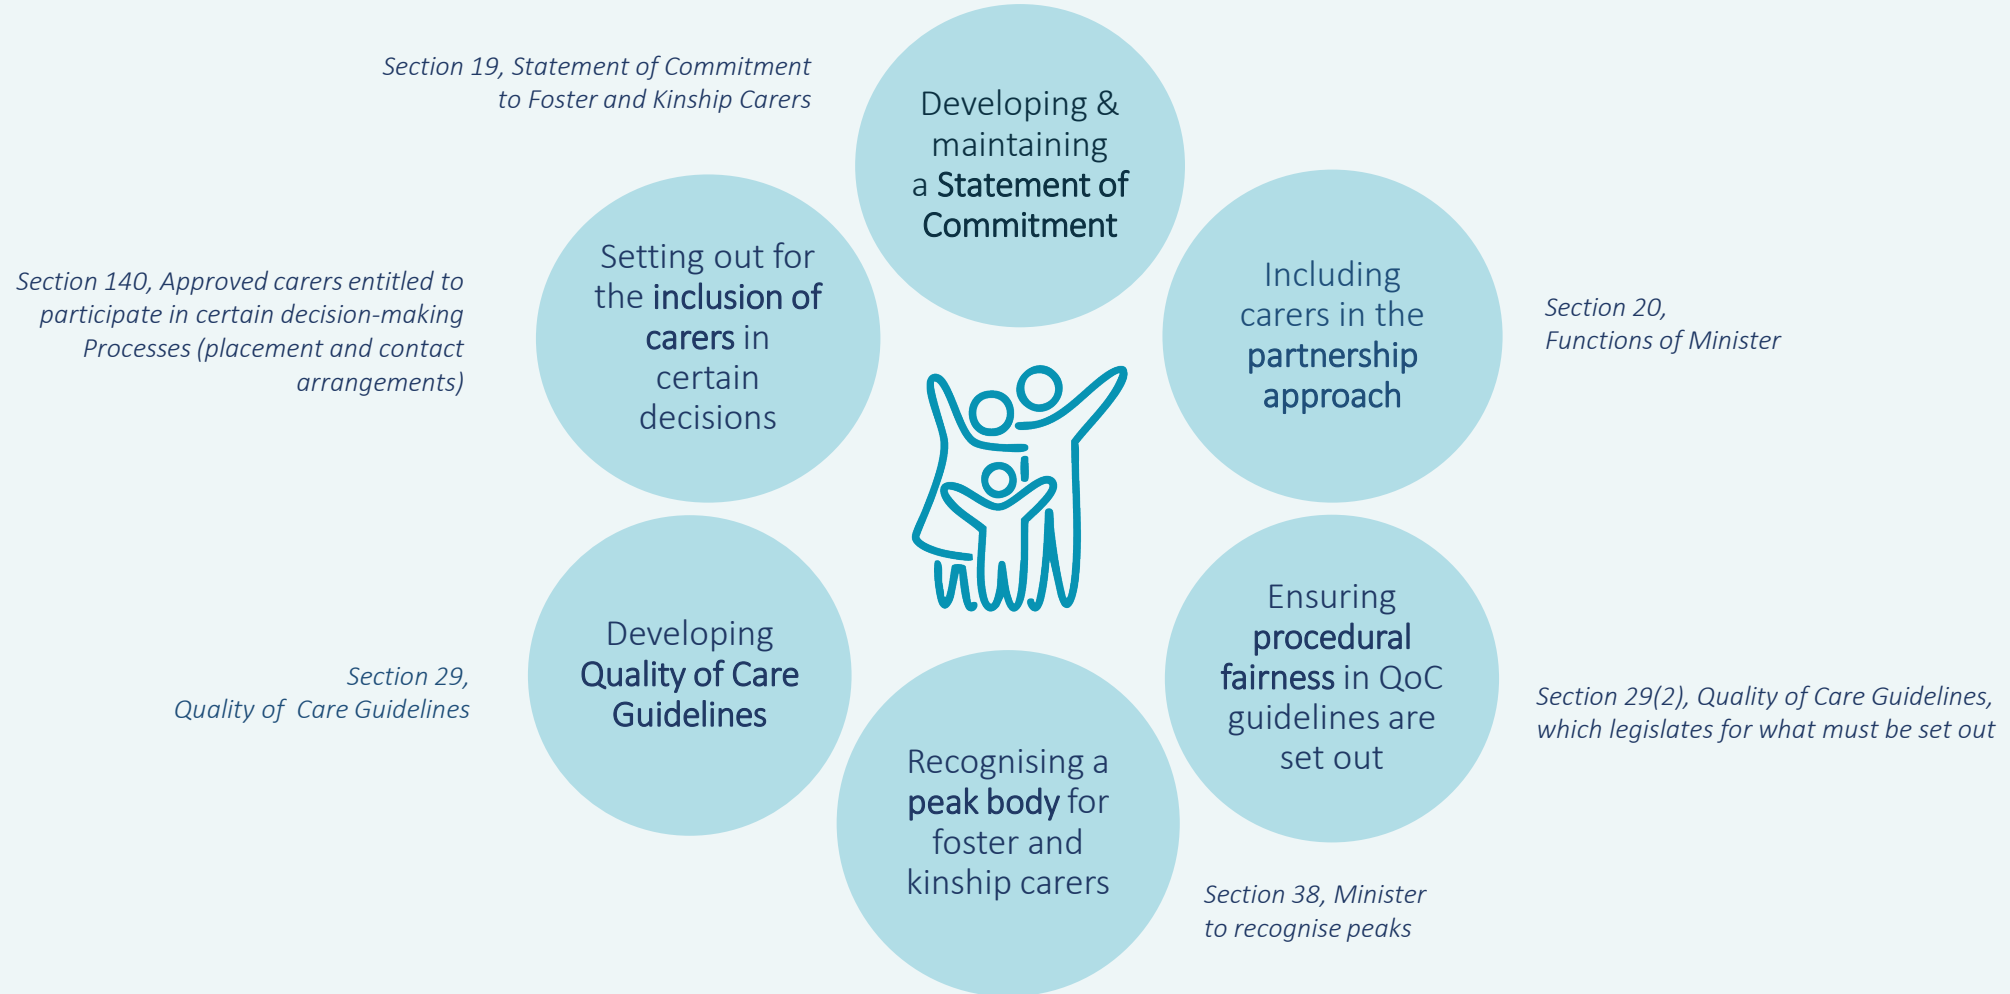 Section 19, Statement of Commitment
to Foster and Kinship Carers
Developing &
maintaining
a Statement of
Commitment
Setting out for
the inclusion of
carers in
certain
decisions
Section 140, Approved carers entitled to
participate in certain decision-making
Processes (placement and contact
arrangements)
Including
carers in the
partnership
approach
Section 20,
Functions of Minister
Developing
Quality of Care
Guidelines
Section 29,
Quality of  Care Guidelines
Ensuring
procedural
fairness in QoC
guidelines are
set out
Section 29(2), Quality of Care Guidelines,
which legislates for what must be set out
Recognising a
peak body for
foster and
kinship carers
Section 38, Minister
to recognise peaks